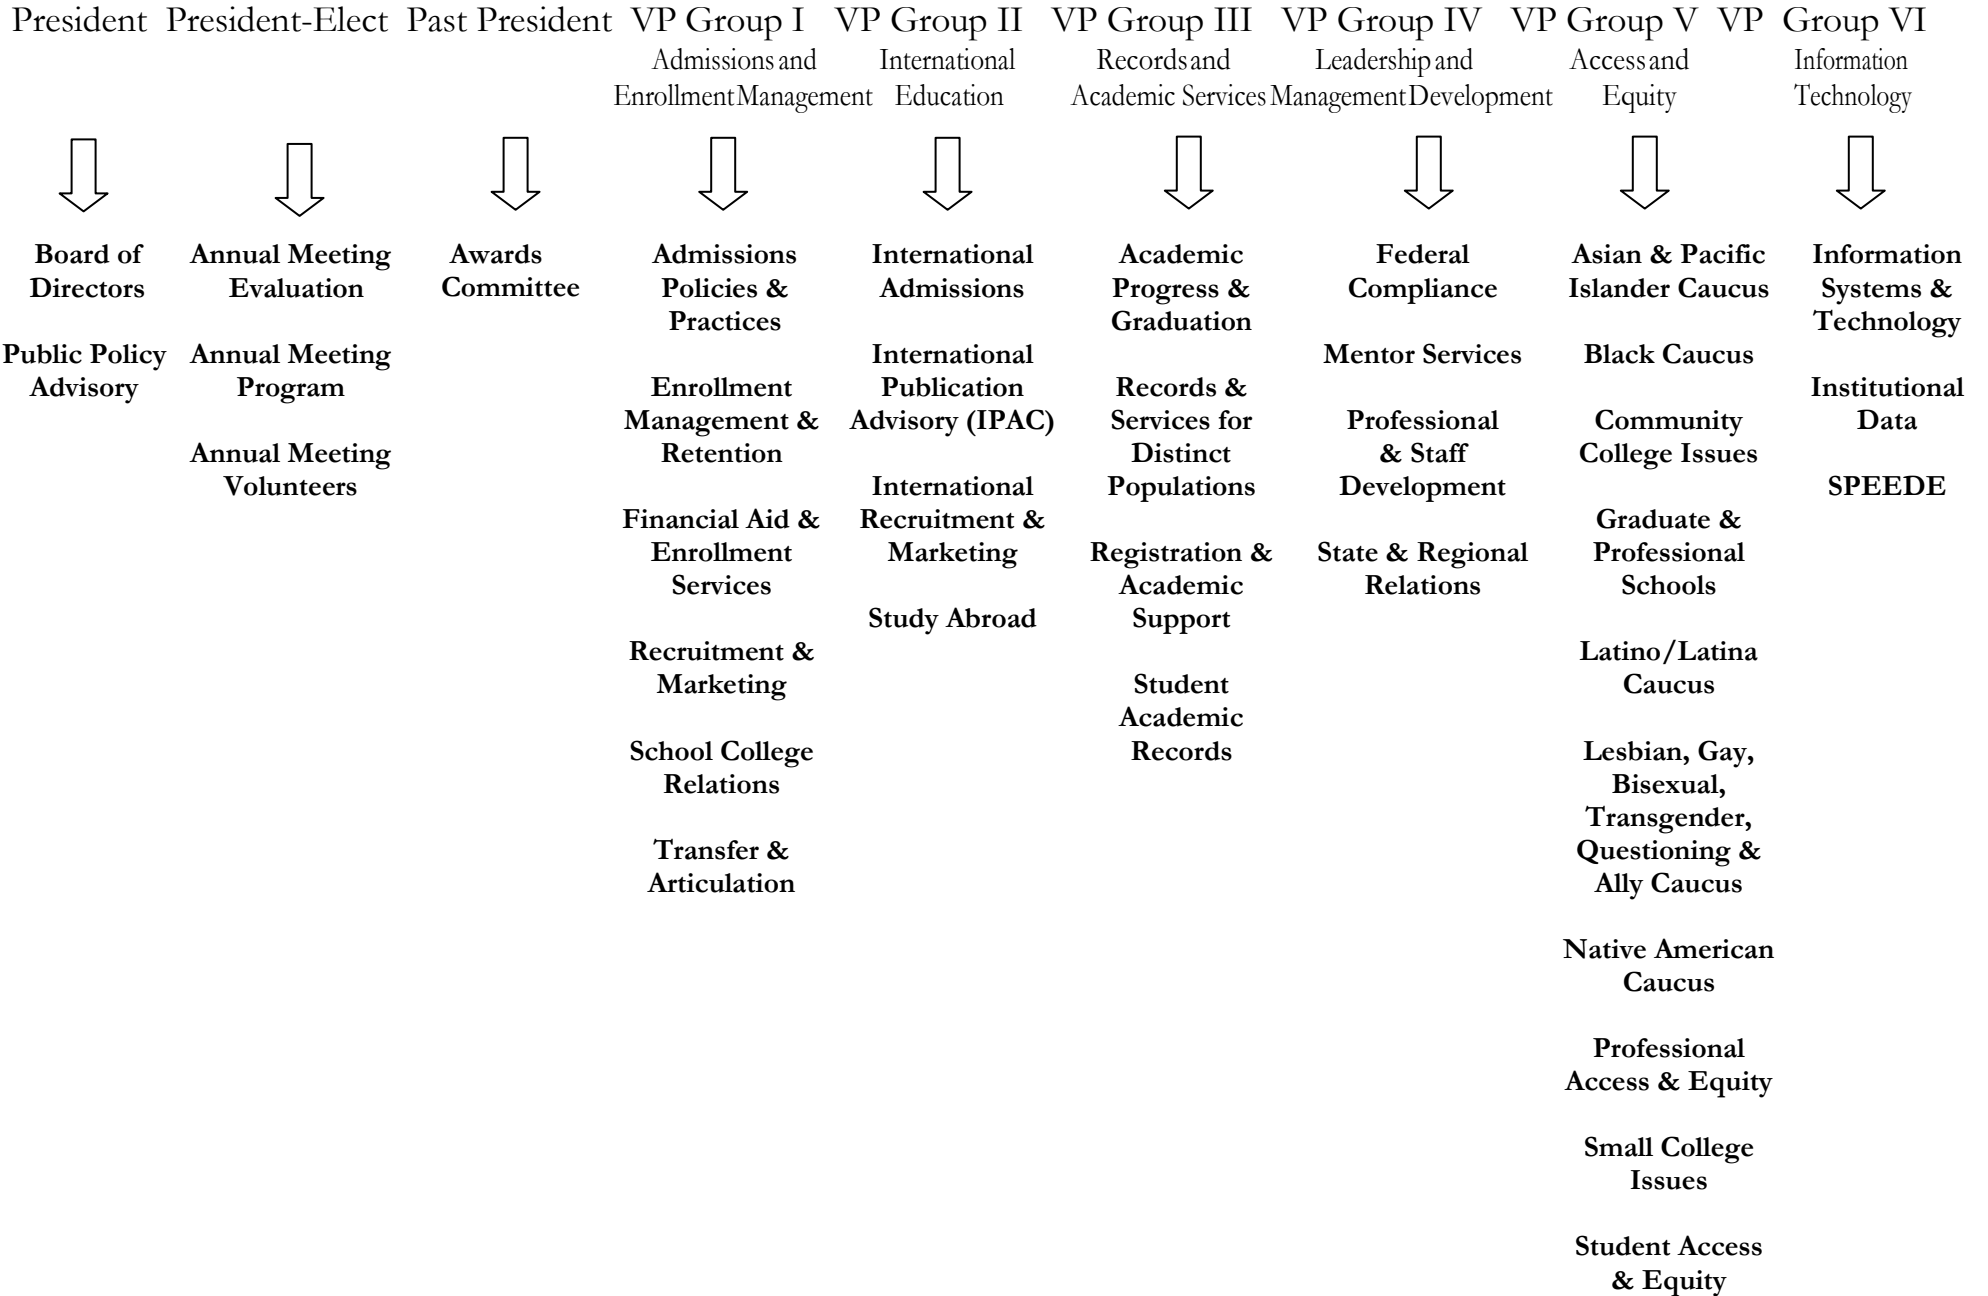 President President-Elect Past President VP Group I VP Group II VP Group III VP Group IV VP Group V VP Group VI
Admissions and
Enrollment Management
International
Education
Records and
Academic Services
Leadership and
Management Development
Access and
Equity
Information
Technology
Board of
Directors
Public Policy
Advisory
Annual Meeting
Evaluation
Annual Meeting
Program
Annual Meeting
Volunteers
Awards
Committee
Admissions
Policies &
Practices
Enrollment
Management &
Retention
Financial Aid &
Enrollment
Services
Recruitment &
Marketing
School College
Relations
Transfer &
Articulation
International
Admissions
International
Publication
Advisory (IPAC)
International
Recruitment &
Marketing
Study Abroad
Academic
Progress &
Graduation
Records &
Services for
Distinct
Populations
Registration &
Academic
Support
Student
Academic
Records
Federal
Compliance
Mentor Services
Professional
& Staff
Development
State & Regional
Relations
Asian & Pacific
Islander Caucus
Black Caucus
Community
College Issues
Graduate &
Professional
Schools
Latino/Latina
Caucus
Lesbian, Gay,
Bisexual,
Transgender,
Questioning &
Ally Caucus
Native American
Caucus
Professional
Access & Equity
Small College
Issues
Student Access
& Equity
Information
Systems &
Technology
Institutional
Data
SPEEDE